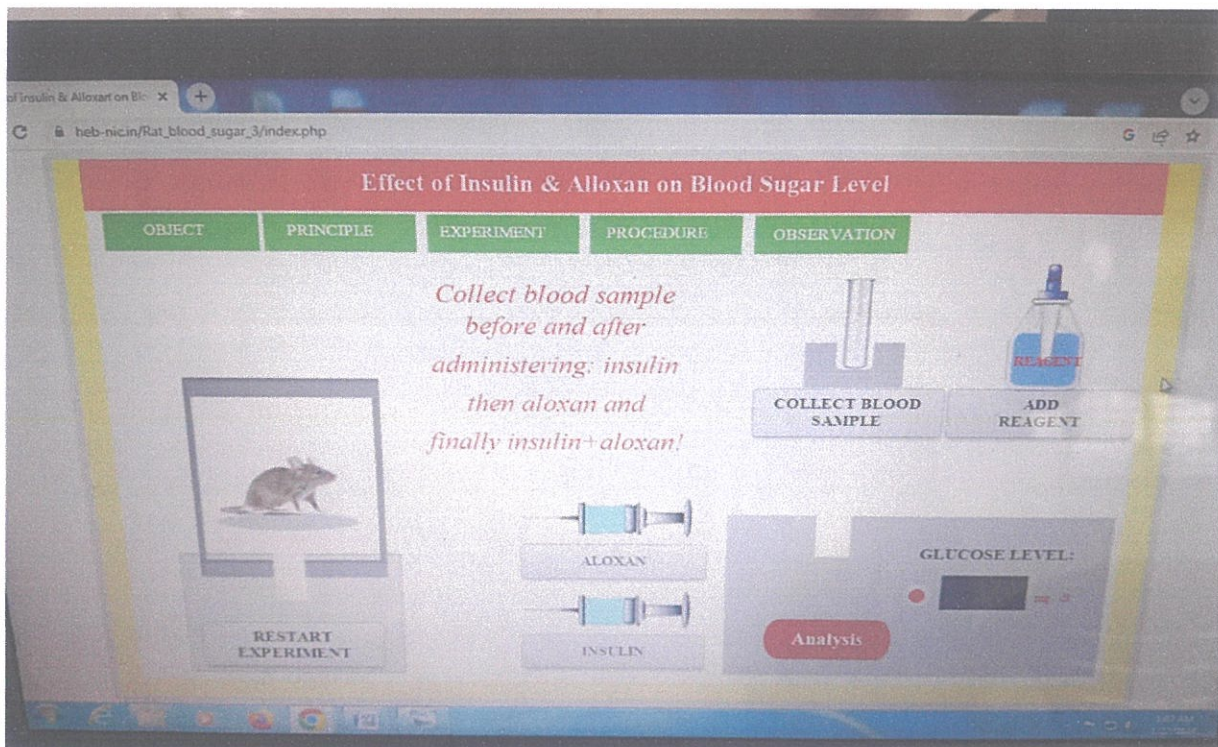 of insulin & Alloxan on Blo
heb-nic.in/Rat_blood_sugar_3/index.php
G
Effect of Insulin & Alloxan on Blood Sugar Level
OBJECT PRINCIPLE EXPERIMENT PROCEDURE OBSERVATION
Collect blood sample
before and after
administering: insulin
then aloxan and
finally insulin+aloxan!
REAGENT
COLLECT BLOOD
SAMPLE
ADD
REAGENT
ALOXAN
INSULIN
RESTART
EXPERIMENT
GLUCOSE LEVEL:
Analysis